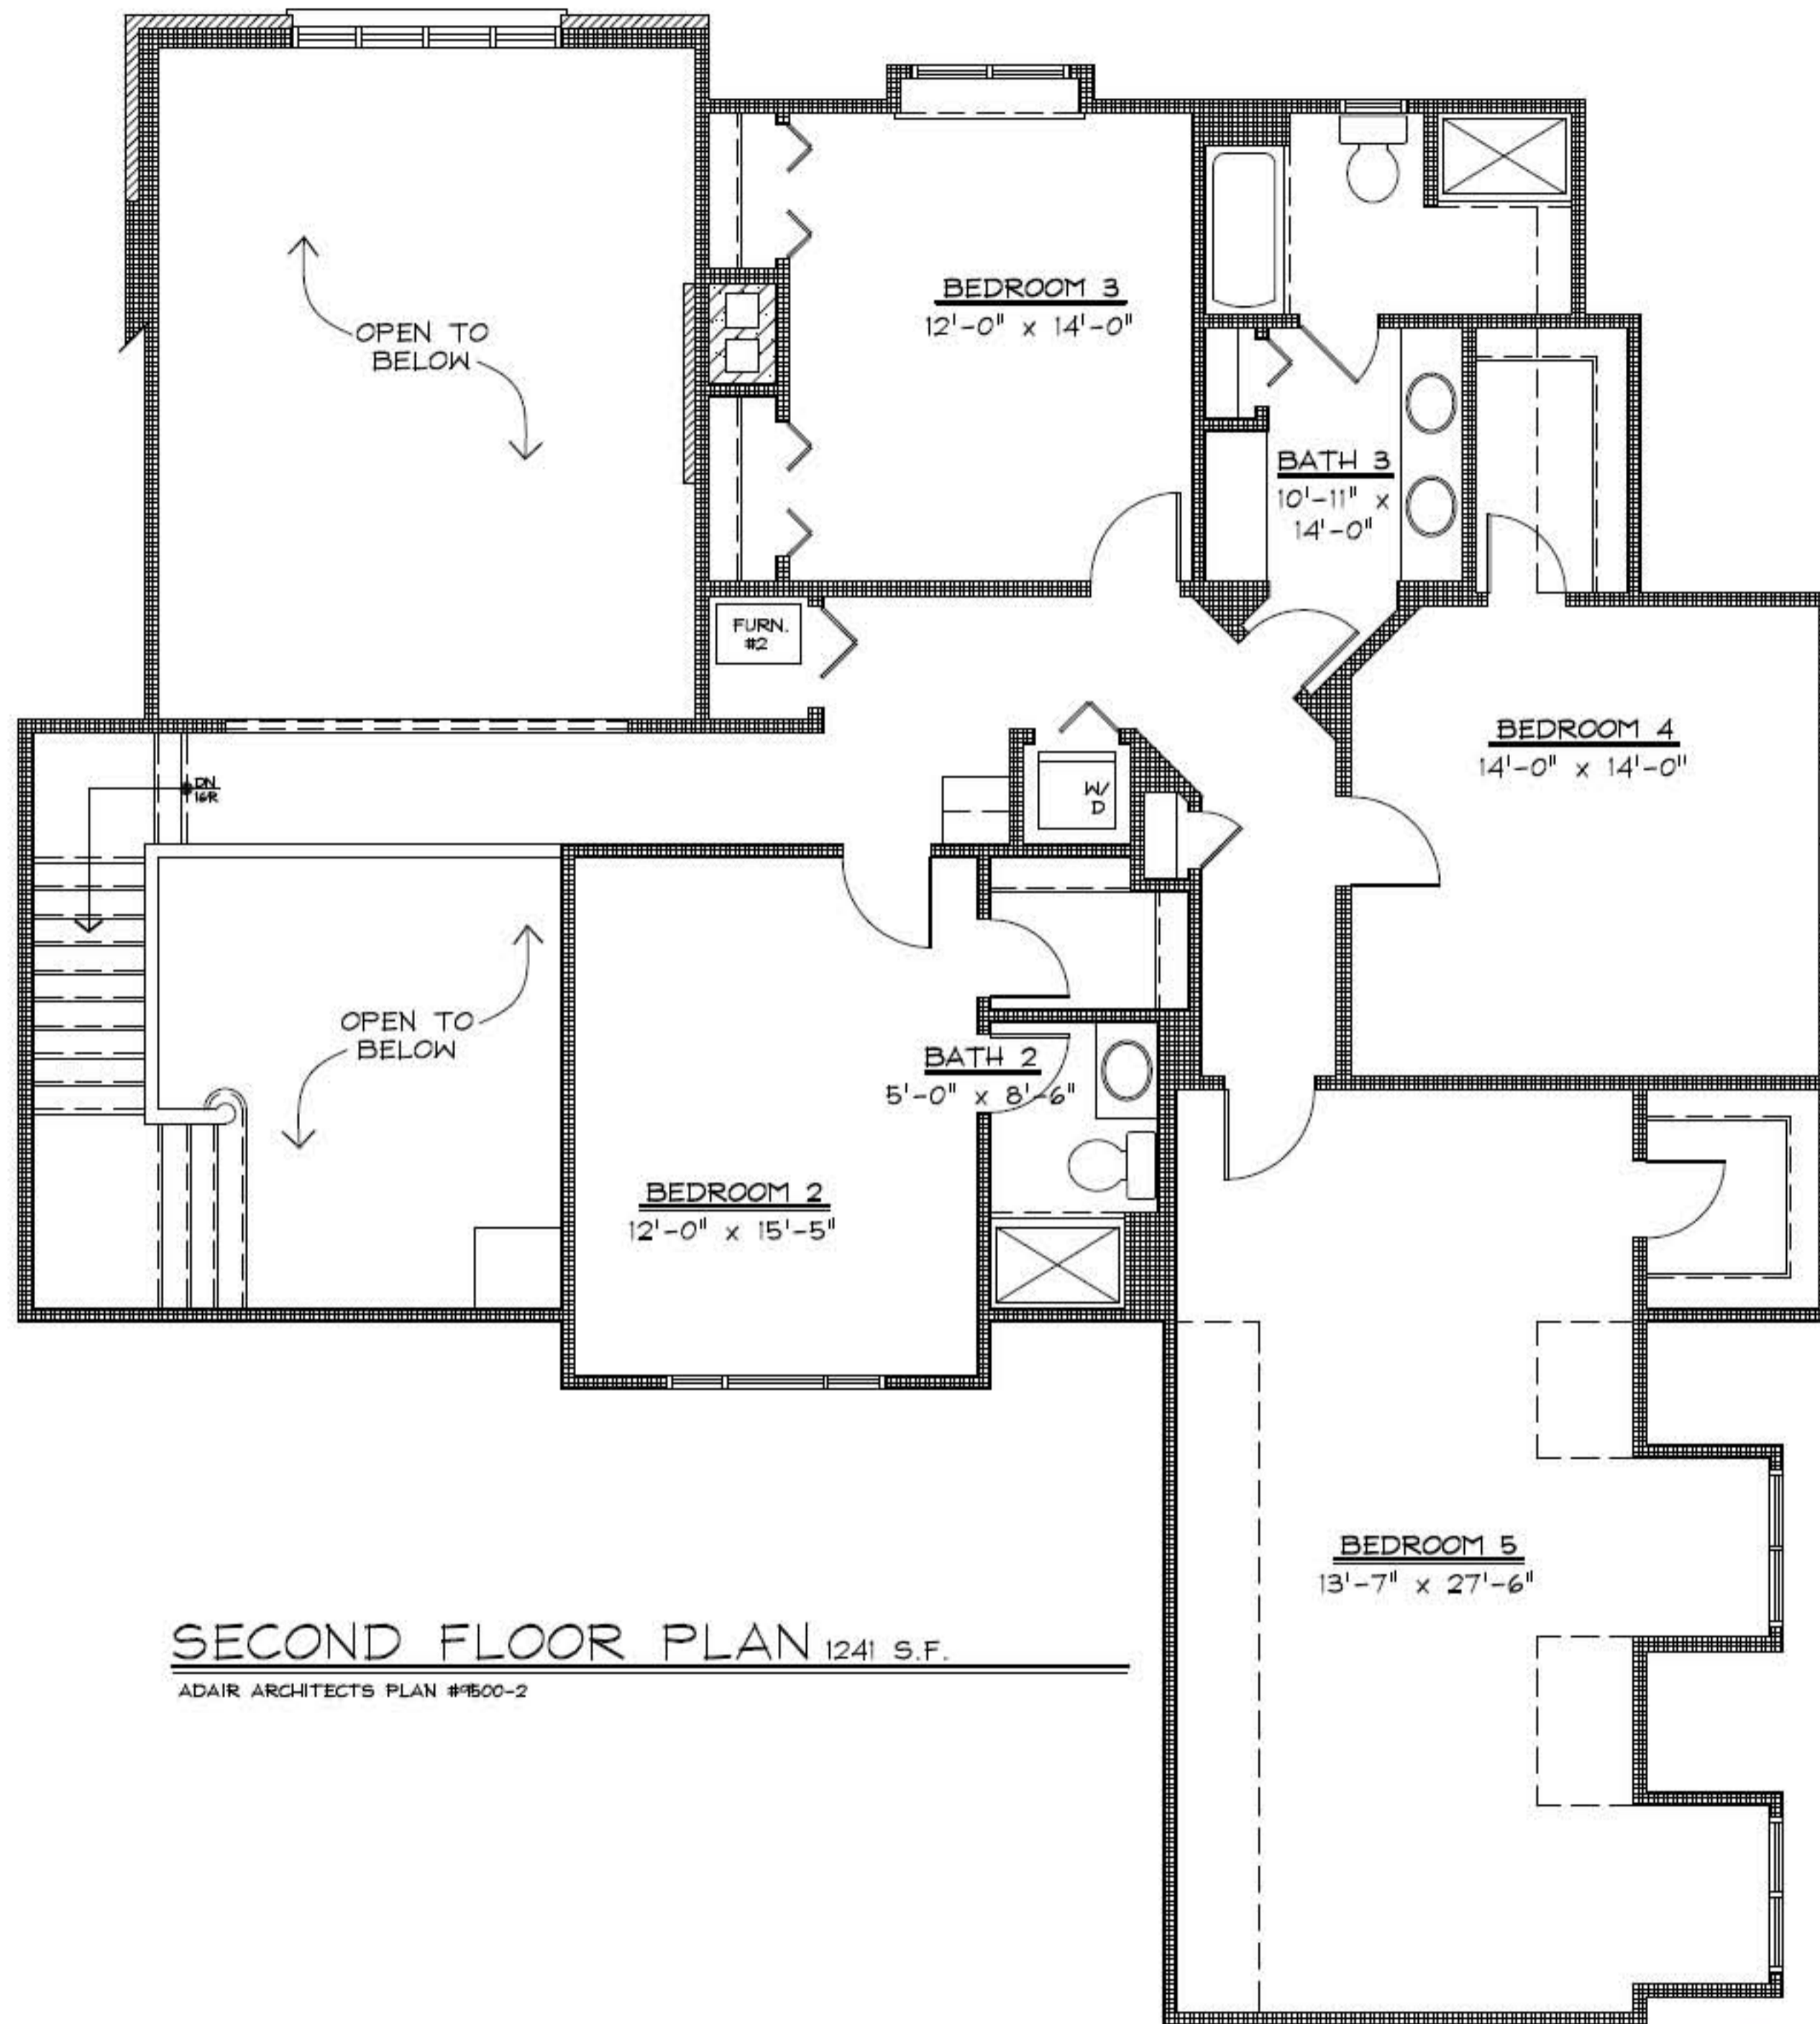 OPEN TO
BELOW
BEDROOM 3
12'-0" x 14'-0"
BATH 3
10'-11" x
14'-0"
FURN.
#2
BEDROOM 4
14'-0" x 14'-0"
DN
16R
W/
D
OPEN TO
BELOW
BATH 2
5'-0" x 8'-6"
BEDROOM 2
12'-0" x 15'-5"
BEDROOM 5
13'-7" x 27'-6"
SECOND FLOOR PLAN 1241 S.F.
ADAIR ARCHITECTS PLAN #9500-2